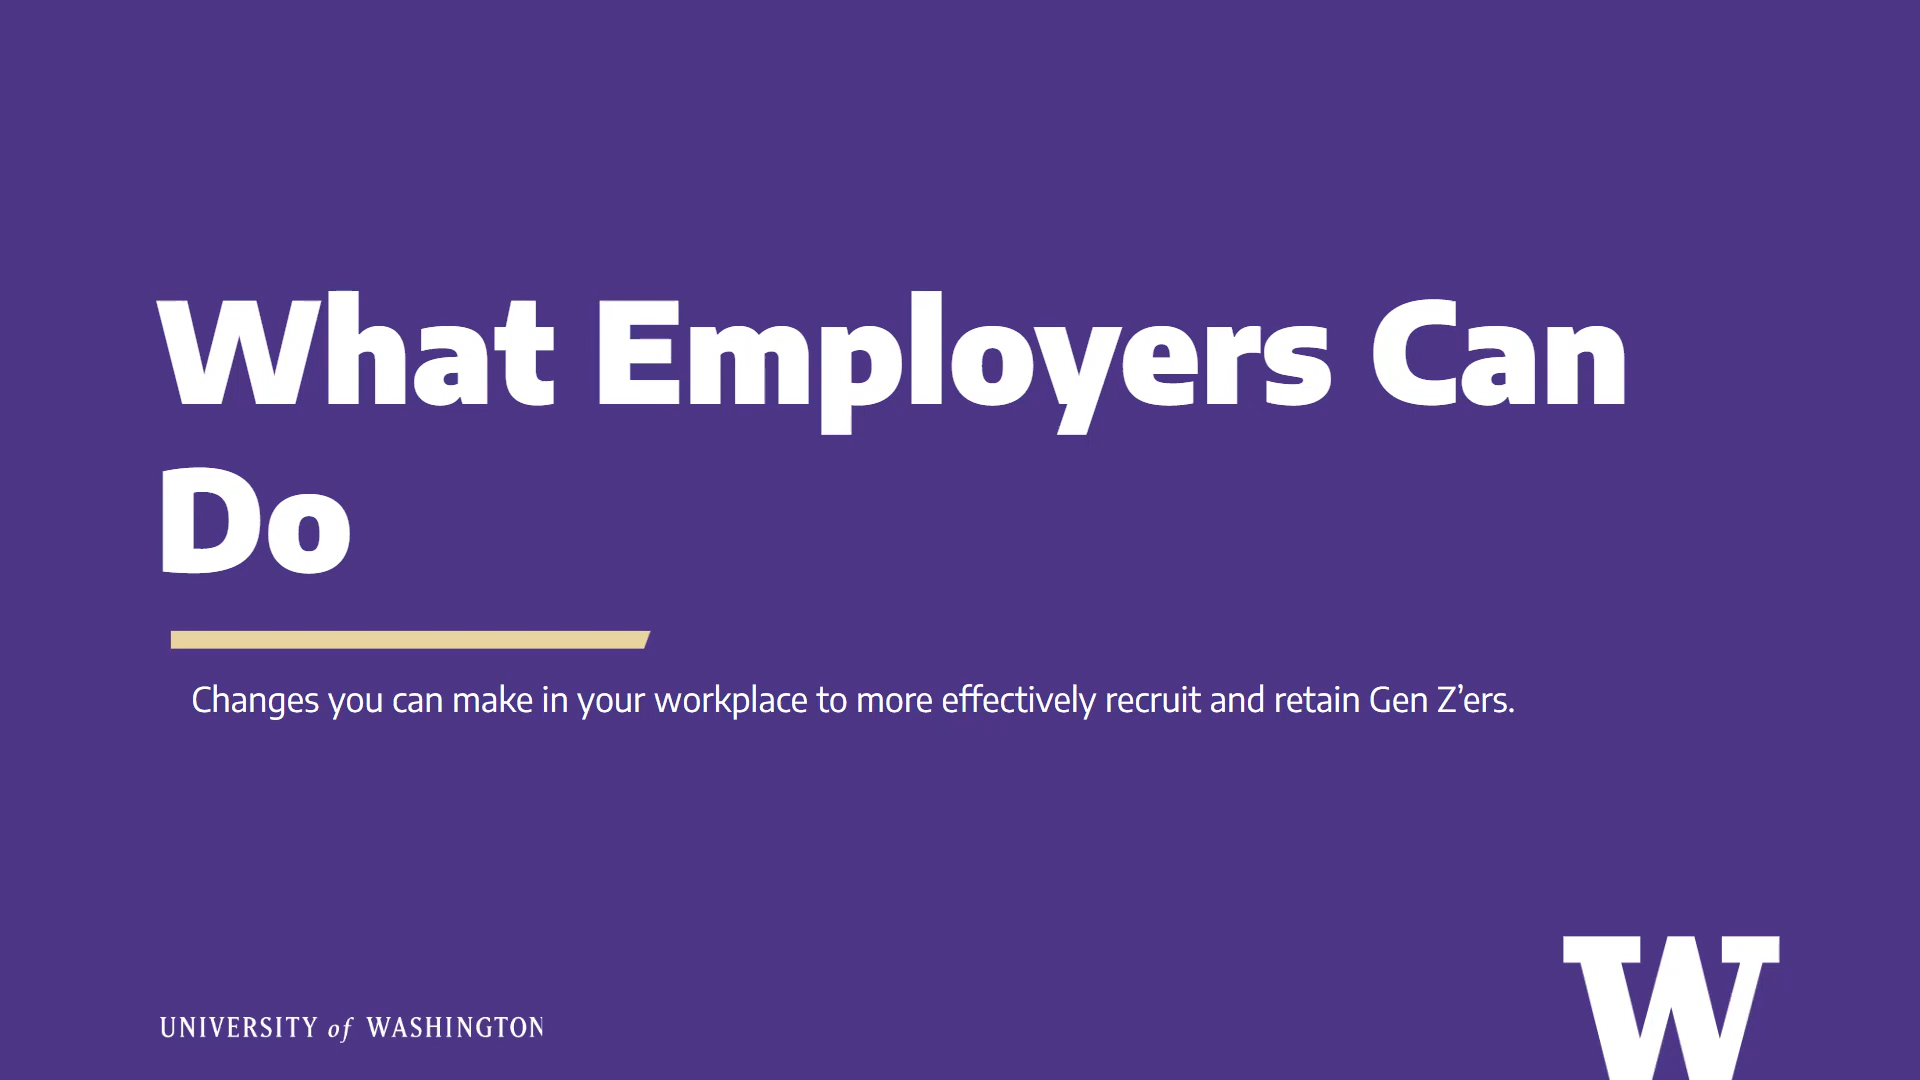 What Employers Can
Do
Changes you can make in your workplace to more effectively recruit and retain Gen Z’ers.
UNIVERSITY of WASHINGTON
W